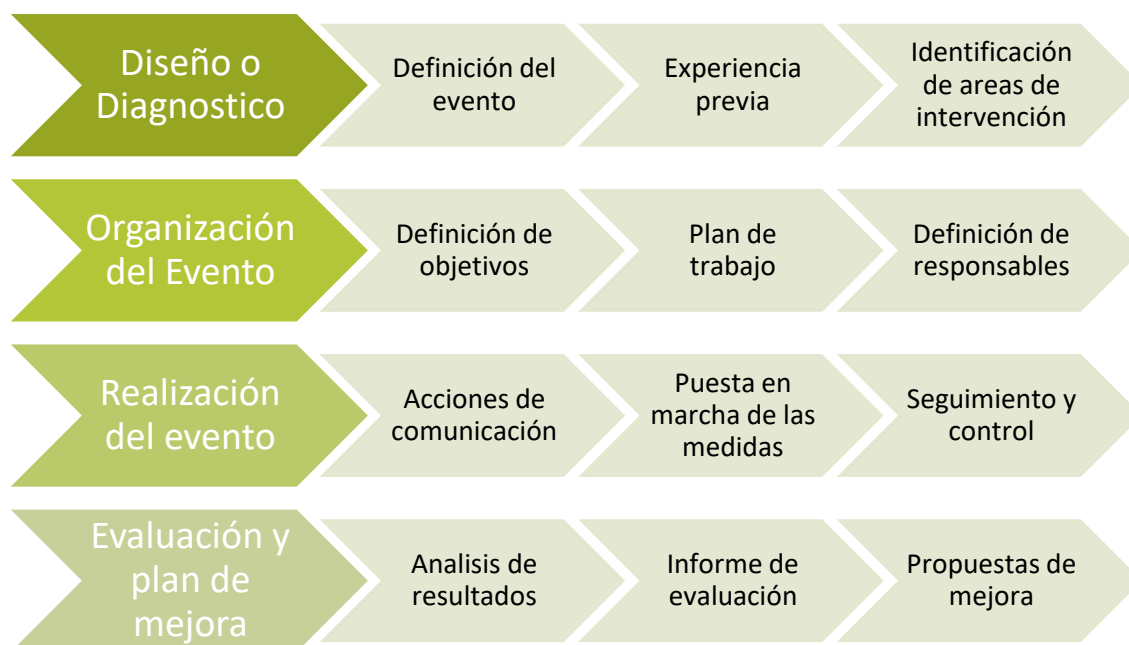 Diseño o
Diagnostico
Definición del
evento
Experiencia
previa
Identificación
de areas de
intervención
Organización
del Evento
Definición de
objetivos
Plan de
trabajo
Definición de
responsables
Realización
del evento
Acciones de
comunicación
Puesta en
marcha de las
medidas
Seguimiento y
control
Evaluación y
plan de
mejora
Analisis de
resultados
Informe de
evaluación
Propuestas de
mejora